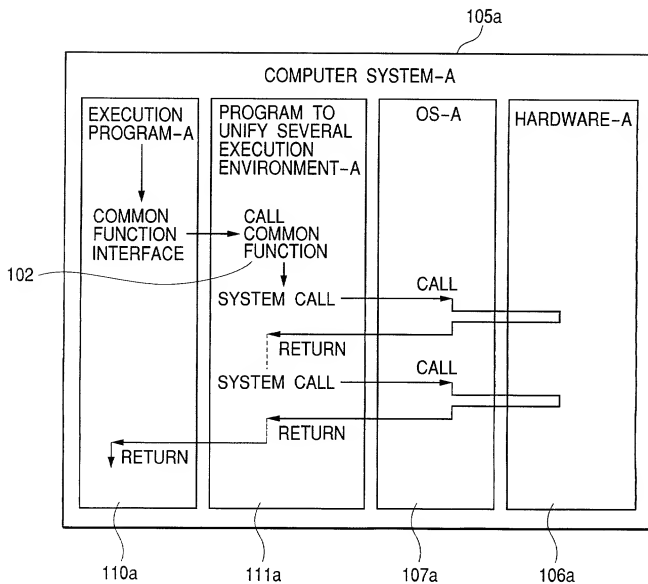 105a
COMPUTER SYSTEM-A
EXECUTION
PROGRAM-A
PROGRAM TO
UNIFY SEVERAL
EXECUTION
ENVIRONMENT-A
OS-A
HARDWARE-A
COMMON
FUNCTION
INTERFACE
CALL
COMMON
FUNCTION
102
SYSTEM CALL
CALL
RETURN
SYSTEM CALL
CALL
RETURN
RETURN
110a
111a
107a
106a